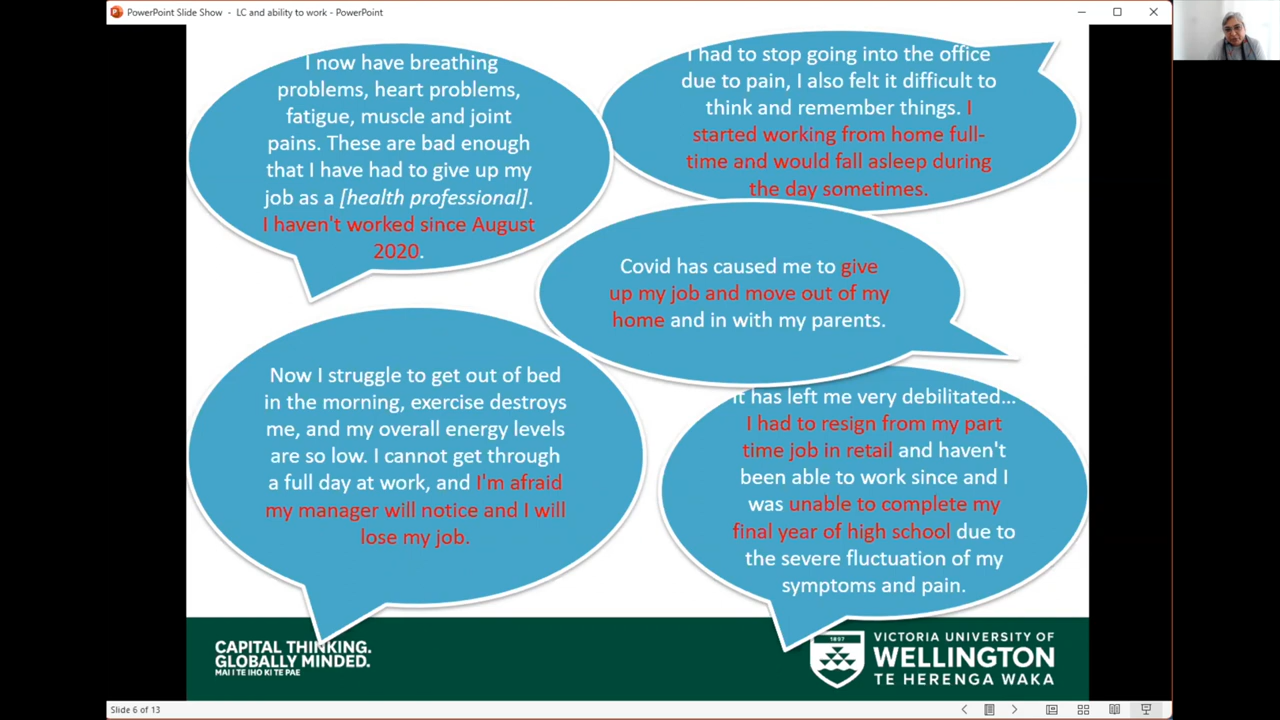 PowerPoint Slide Show - LC and ability to work - PowerPoint
I now have breathing
problems, heart problems,
fatigue, muscle and joint
pains. These are bad enough
that I have had to give up my
job as a [health professional].
I haven't worked since August
2020.
I had to stop going into the office
due to pain, I also felt it difficult to
think and remember things. I
started working from home full-
time and would fall asleep during
the day sometimes.
Covid has caused me to give
up my job and move out of my
home and in with my parents.
Now I struggle to get out of bed
in the morning, exercise destroys
me, and my overall energy levels
are so low. I cannot get through
a full day at work, and I'm afraid
my manager will notice and I will
lose my job.
It has left me very debilitated...
I had to resign from my part
time job in retail and haven't
been able to work since and I
was unable to complete my
final year of high school due to
the severe fluctuation of my
symptoms and pain.
CAPITAL THINKING.
GLOBALLY MINDED.
MAI I TE IHO KI TE PAE
1897
VICTORIA UNIVERSITY OF
WELLINGTON
TE HERENGA WAKA
Slide 6 of 13